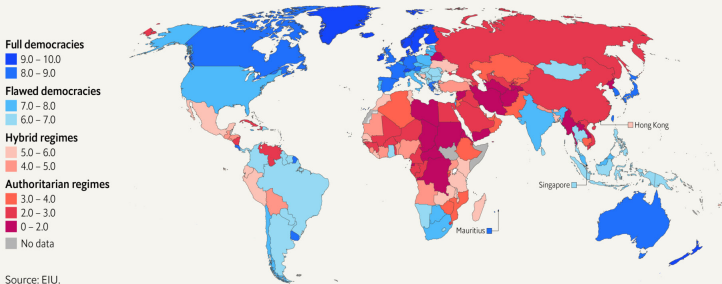 Full democracies
9.0 – 10.0
8.0 – 9.0
Flawed democracies
7.0 – 8.0
6.0 – 7.0
Hybrid regimes
5.0 – 6.0
4.0 – 5.0
Authoritarian regimes
3.0 – 4.0
2.0 – 3.0
0 – 2.0
No data
Hong Kong
Singapore
Mauritius
Source: EIU.